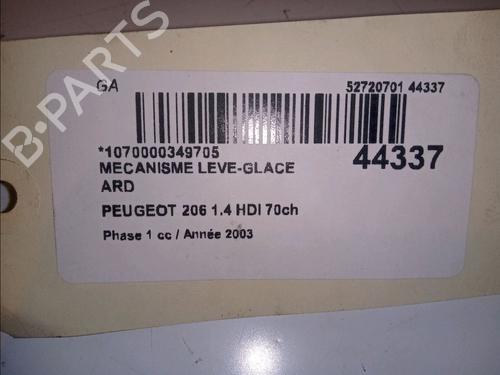 GA
52720701 44337
*1070000349705
44337
MECANISME LEVE-GLACE
ARD
PEUGEOT 206 1.4 HDI 70ch
Phase 1 cc / Année 2003
B-PARTS